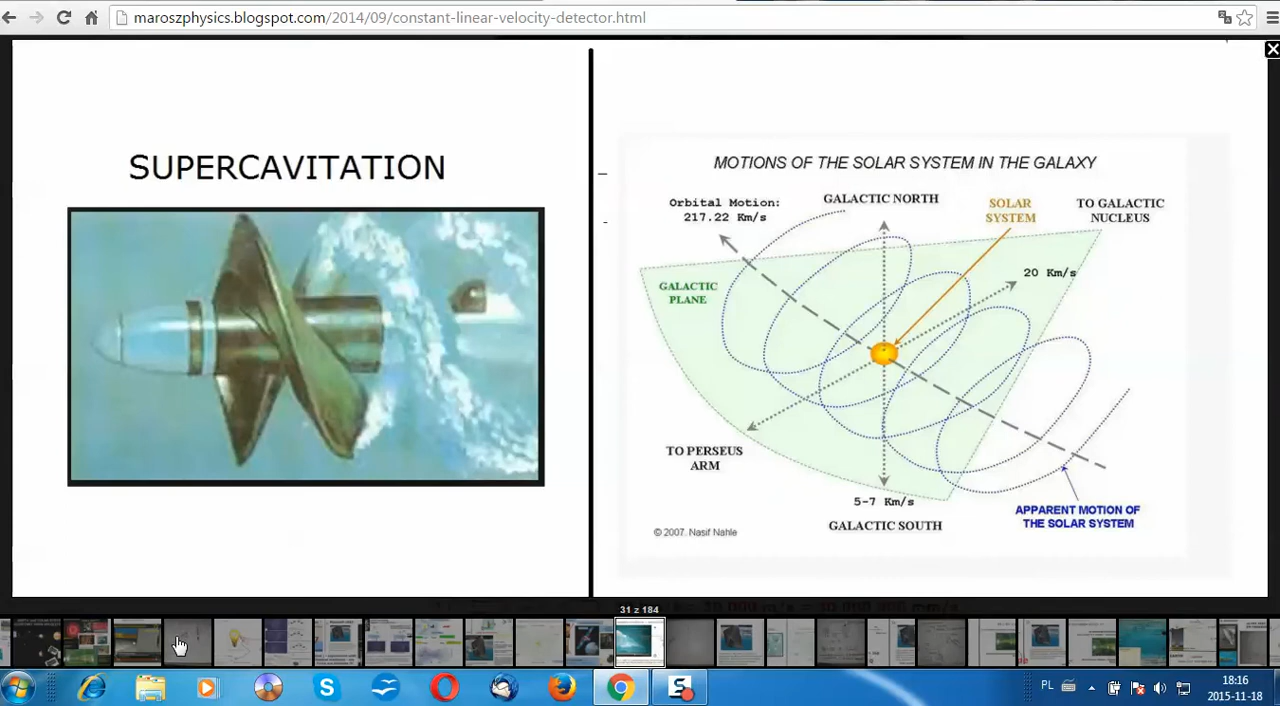 maroszphysics.blogspot.com/2014/09/constant-linear-velocity-detector.html
SUPERCAVITATION
MOTIONS OF THE SOLAR SYSTEM IN THE GALAXY
Orbital Motion:
217.22 Km/s
GALACTIC NORTH
SOLAR
SYSTEM
TO GALACTIC
NUCLEUS
20 Km/s
GALACTIC
PLANE
TO PERSEUS
ARM
5-7 Km/s
GALACTIC SOUTH
APPARENT MOTION OF
THE SOLAR SYSTEM
© 2007. Nasif Nahle
31 z 184
PL
18:16
2015-11-18